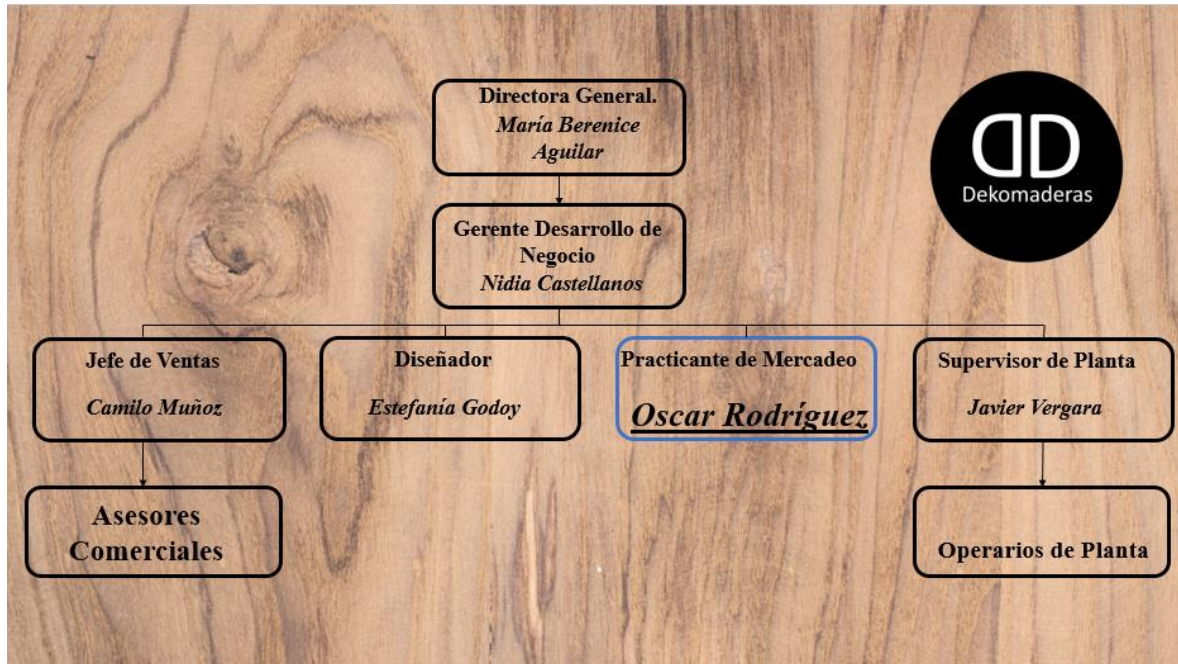 Directora General.
María Berenice
Aguilar
DD
Dekomaderas
Gerente Desarrollo de
Negocio
Nidia Castellanos
Jefe de Ventas
Camilo Muñoz
Diseñador
Estefanía Godoy
Practicante de Mercadeo
Oscar Rodríguez
Supervisor de Planta
Javier Vergara
Asesores
Comerciales
Operarios de Planta